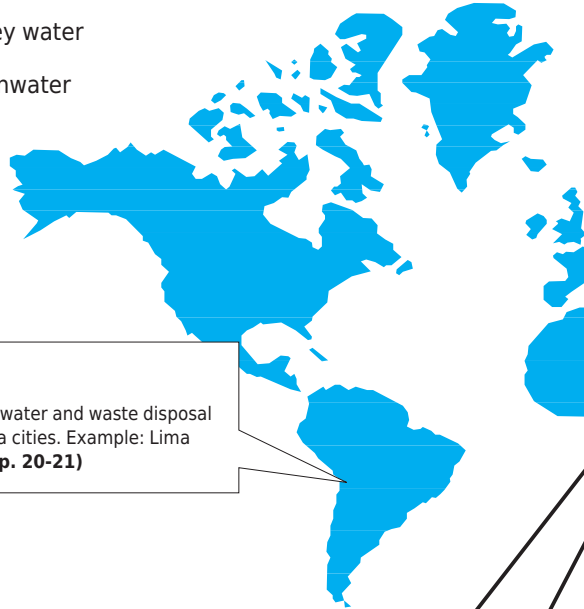 ey water
nwater
water and waste disposal
a cities. Example: Lima
p. 20-21)